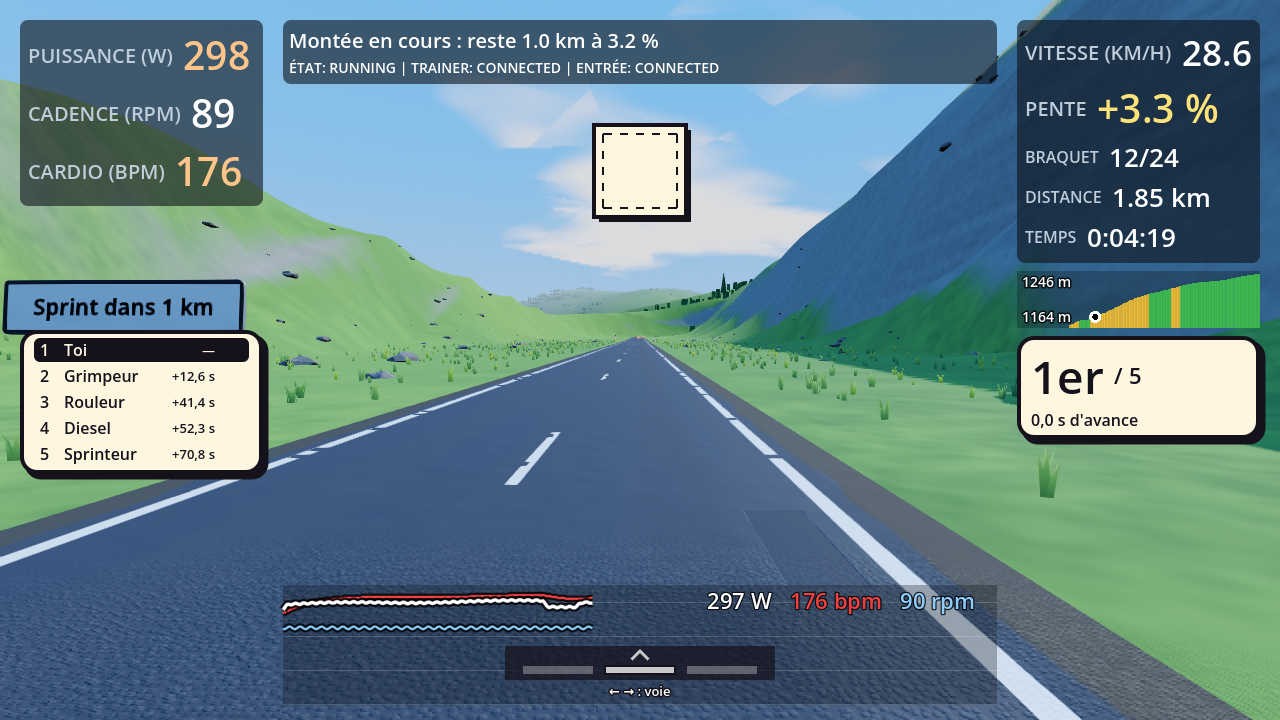 PUISSANCE (W) 298
CADENCE (RPM) 89
CARDIO (BPM) 176
Montée en cours : reste 1.0 km à 3.2 %
ÉTAT: RUNNING | TRAINER: CONNECTED | ENTRÉE: CONNECTED
VITESSE (KM/H) 28.6
PENTE +3.3 %
BRAQUET 12/24
DISTANCE 1.85 km
TEMPS 0:04:19
1246 m
1164 m
Sprint dans 1 km
1 Toi —
2 Grimpeur +12,6 s
3 Rouleur +41,4 s
4 Diesel +52,3 s
5 Sprinteur +70,8 s
1er / 5
0,0 s d'avance
297 W 176 bpm 90 rpm
← → : voie